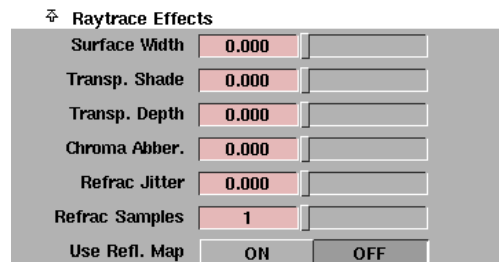 Raytrace Effects
Surface Width 0.000
Transp. Shade 0.000
Transp. Depth 0.000
Chroma Abber. 0.000
Refrac Jitter 0.000
Refrac Samples 1
Use Refl. Map ON OFF